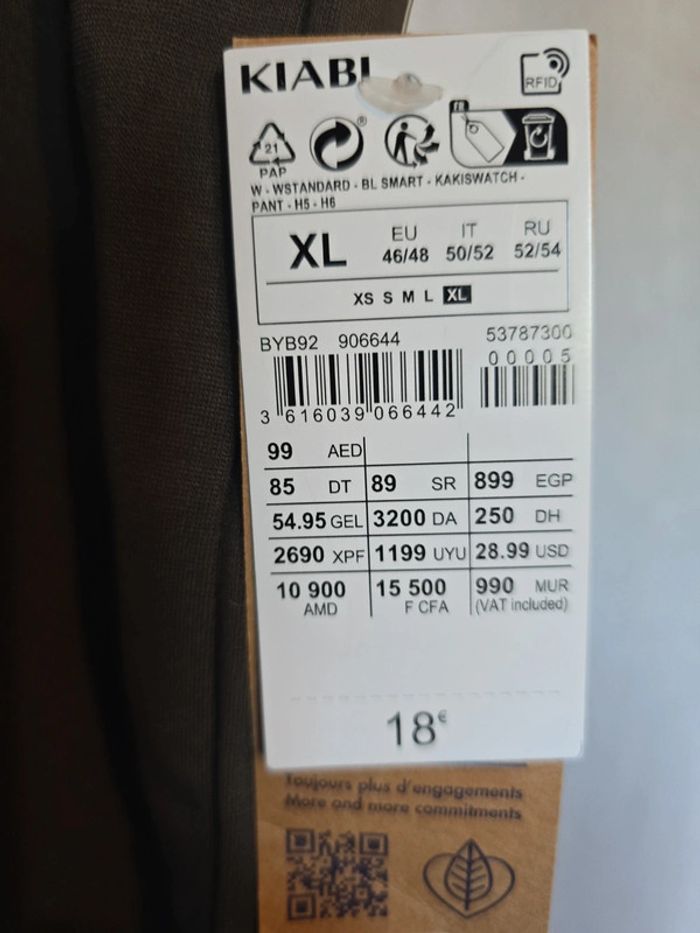 KIABI
RFID
21
PAP
®
FR
W - WSTANDARD - BL SMART - KAKISWATCH -
PANT - H5 - H6
XL
EU IT RU
46/48 50/52 52/54
XS S M L XL
BYB92 906644
53787300
00005
3 616039 066442
99 AED
85 DT 89 SR 899 EGP
54.95 GEL 3200 DA 250 DH
2690 XPF 1199 UYU 28.99 USD
10 900 15 500 990 MUR
AMD F CFA (VAT included)
18€
Toujours plus d'engagements
More and more commitments